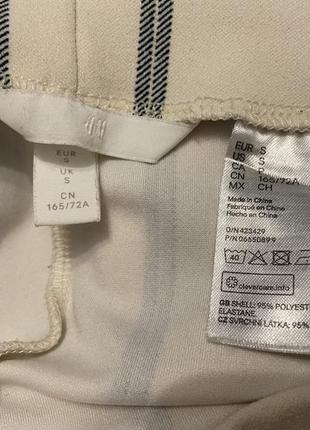 H&M
EUR
S
UK
S
CN
165/72A
EUR S
US S
CA P
CN 165/72A
MX CH
Made in China
Fabriqué en Chine
Hecho en China
O/N 423429
P/N 06650899
40
clevercare.info
GB SHELL: 95% POLYEST
ELASTANE.
CZ SVRCHNÍ LÁTKA: 95%